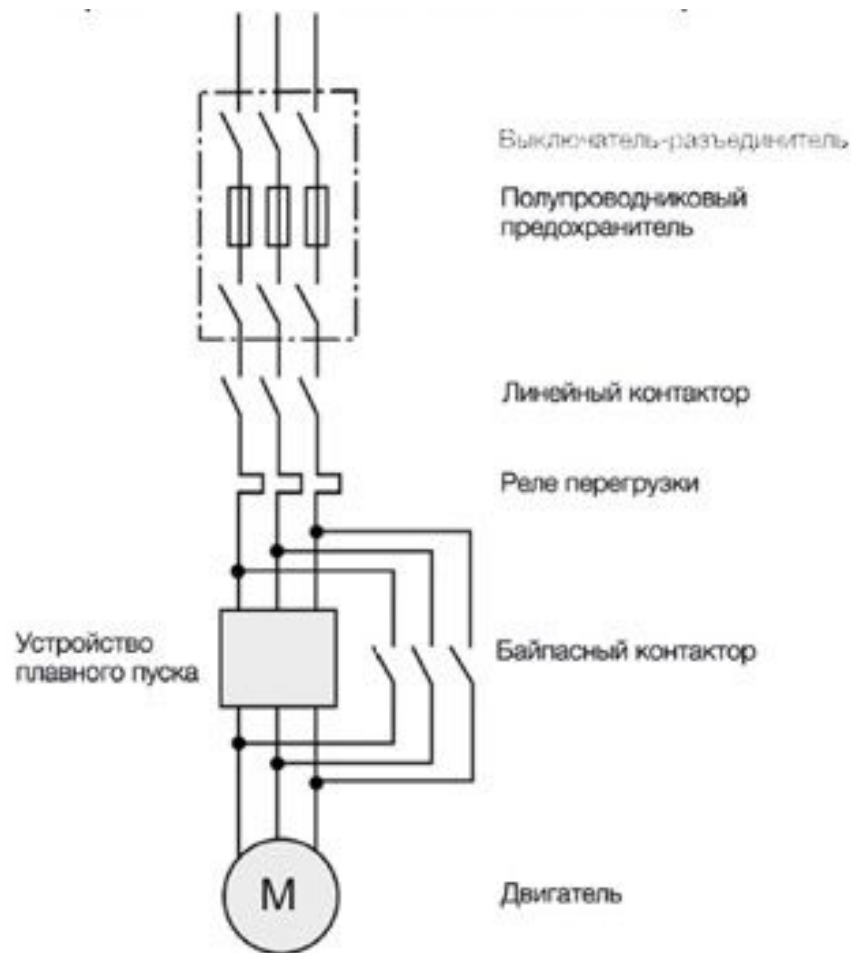 Выключатель-разъединитель
Полупроводниковый
предохранитель
Линейный контактор
Реле перегрузки
Устройство
плавного пуска
Байпасный контактор
М
Двигатель